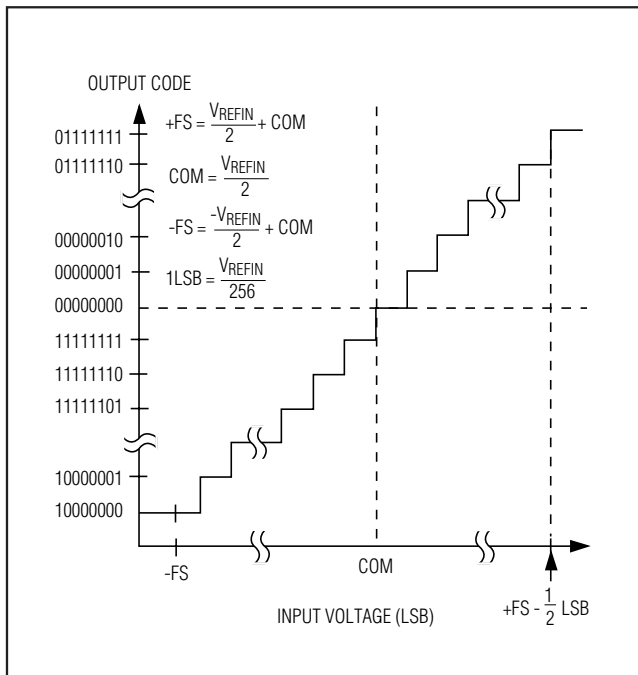 OUTPUT CODE
+FS = V_REFIN/2 + COM
COM = V_REFIN/2
-FS = -V_REFIN/2 + COM
1LSB = V_REFIN/256
01111111
01111110
00000010
00000001
00000000
11111111
11111110
11111101
10000001
10000000
-FS
COM
+FS - 1/2 LSB
INPUT VOLTAGE (LSB)